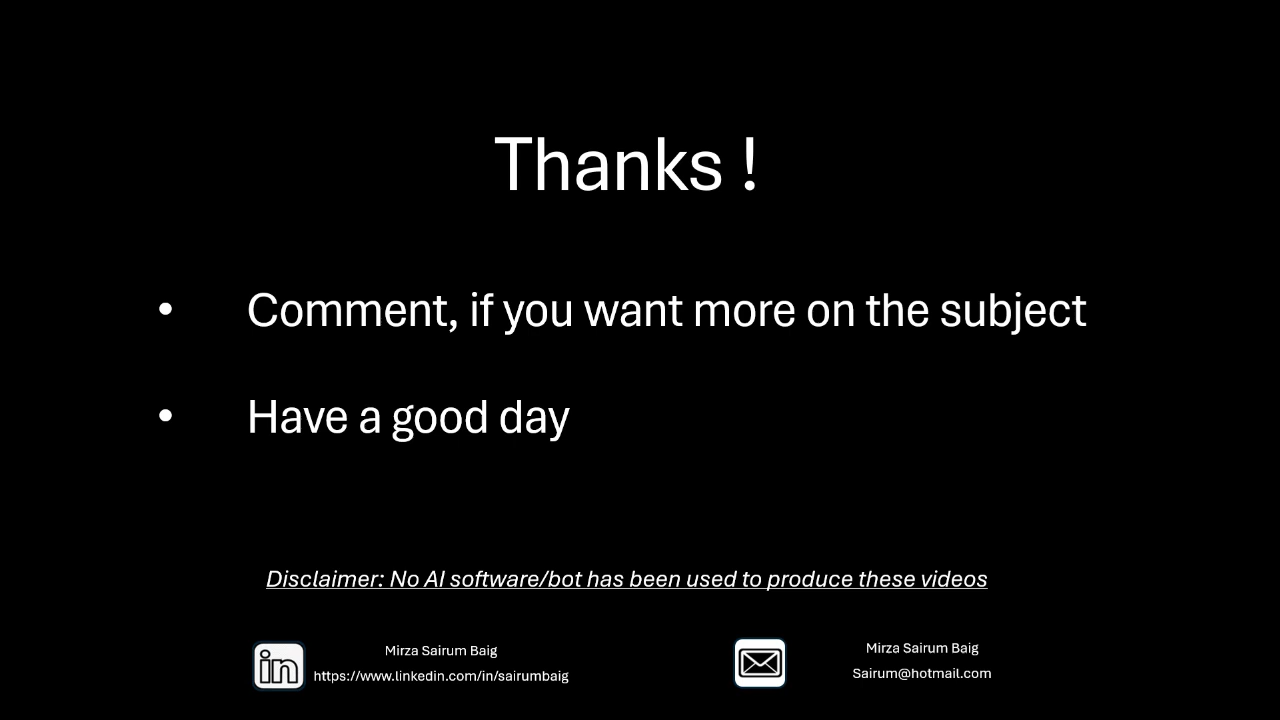 Thanks !
• Comment, if you want more on the subject
• Have a good day
Disclaimer: No AI software/bot has been used to produce these videos
in
Mirza Sairum Baig
https://www.linkedin.com/in/sairumbaig
Mirza Sairum Baig
Sairum@hotmail.com